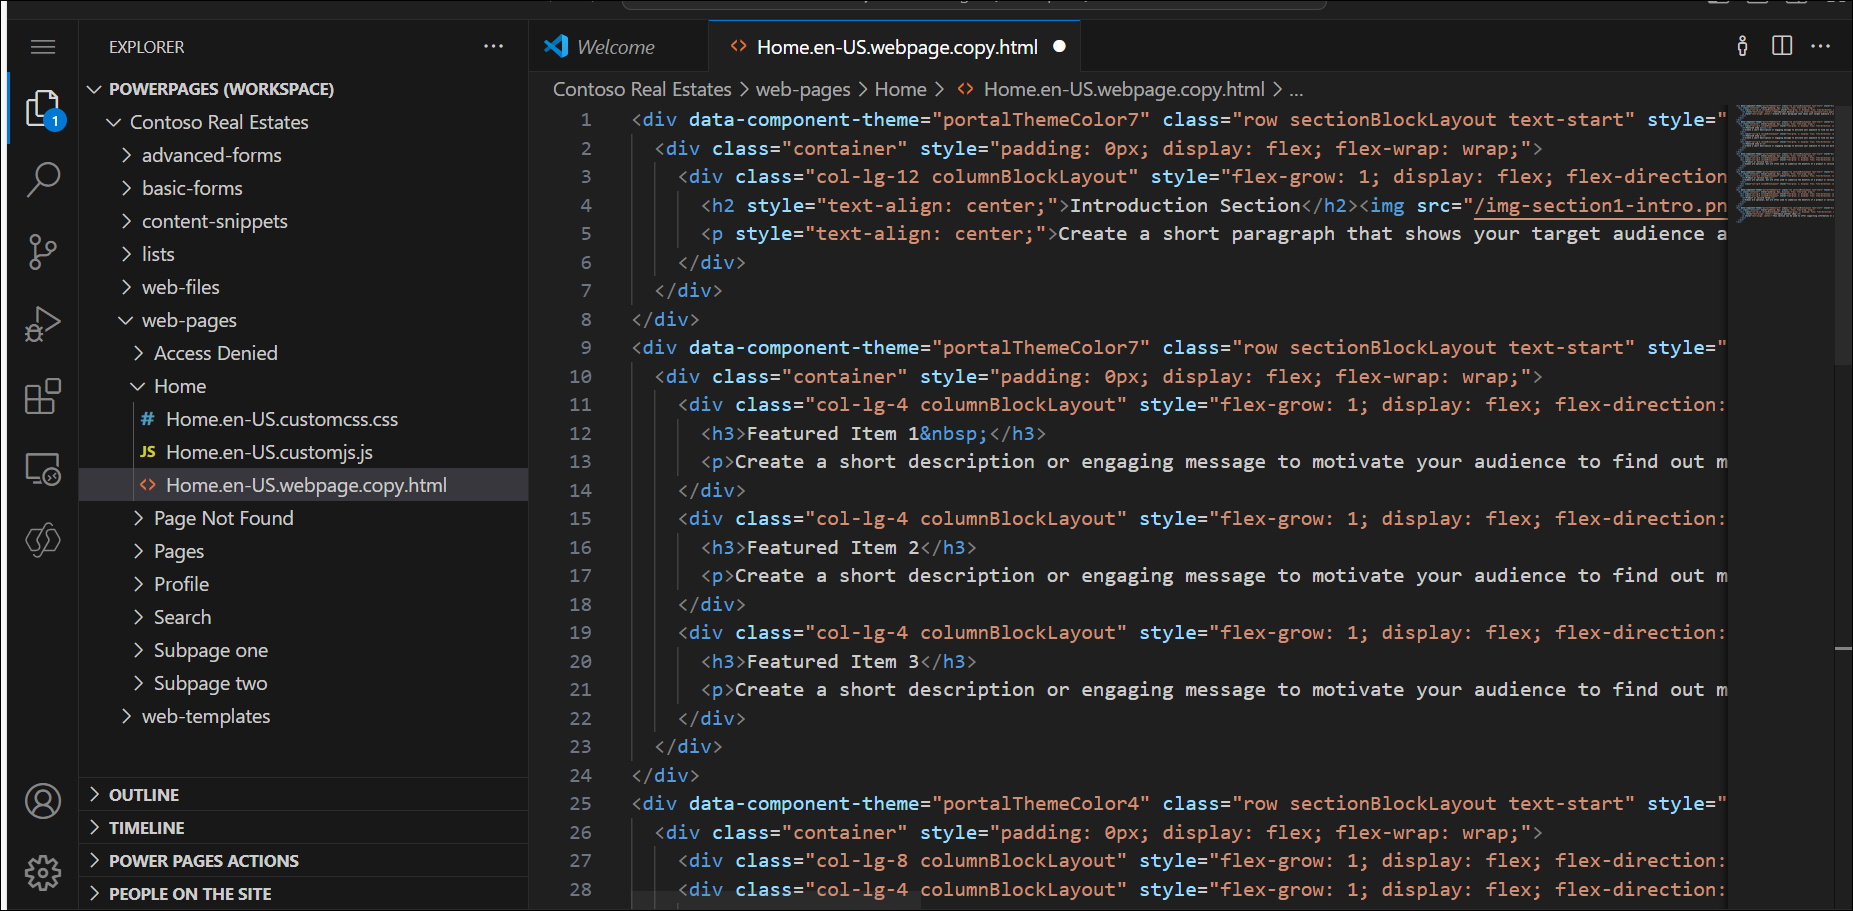 EXPLORER
POWERPAGES (WORKSPACE)
Contoso Real Estates
advanced-forms
basic-forms
content-snippets
lists
web-files
web-pages
Access Denied
Home
# Home.en-US.customcss.css
JS Home.en-US.customjs.js
<> Home.en-US.webpage.copy.html
Page Not Found
Pages
Profile
Search
Subpage one
Subpage two
web-templates
OUTLINE
TIMELINE
POWER PAGES ACTIONS
PEOPLE ON THE SITE
1
Welcome
<> Home.en-US.webpage.copy.html
Contoso Real Estates > web-pages > Home > <> Home.en-US.webpage.copy.html > ...
1 <div data-component-theme="portalThemeColor7" class="row sectionBlockLayout text-start" style="
2 <div class="container" style="padding: 0px; display: flex; flex-wrap: wrap;">
3 <div class="col-lg-12 columnBlockLayout" style="flex-grow: 1; display: flex; flex-direction
4 <h2 style="text-align: center;">Introduction Section</h2><img src="/img-section1-intro.pn
5 <p style="text-align: center;">Create a short paragraph that shows your target audience a
6 </div>
7 </div>
8 </div>
9 <div data-component-theme="portalThemeColor7" class="row sectionBlockLayout text-start" style="
10 <div class="container" style="padding: 0px; display: flex; flex-wrap: wrap;">
11 <div class="col-lg-4 columnBlockLayout" style="flex-grow: 1; display: flex; flex-direction:
12 <h3>Featured Item 1&nbsp;</h3>
13 <p>Create a short description or engaging message to motivate your audience to find out m
14 </div>
15 <div class="col-lg-4 columnBlockLayout" style="flex-grow: 1; display: flex; flex-direction:
16 <h3>Featured Item 2</h3>
17 <p>Create a short description or engaging message to motivate your audience to find out m
18 </div>
19 <div class="col-lg-4 columnBlockLayout" style="flex-grow: 1; display: flex; flex-direction:
20 <h3>Featured Item 3</h3>
21 <p>Create a short description or engaging message to motivate your audience to find out m
22 </div>
23 </div>
24 </div>
25 <div data-component-theme="portalThemeColor4" class="row sectionBlockLayout text-start" style="
26 <div class="container" style="padding: 0px; display: flex; flex-wrap: wrap;">
27 <div class="col-lg-8 columnBlockLayout" style="flex-grow: 1; display: flex; flex-direction:
28 <div class="col-lg-4 columnBlockLayout" style="flex-grow: 1; display: flex; flex-direction: